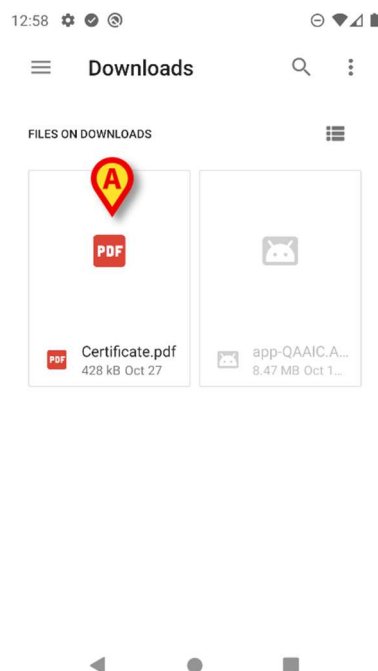 12:58
Downloads
FILES ON DOWNLOADS
A
PDF
PDF
Certificate.pdf
428 kB Oct 27
app-QAAIC.A...
8.47 MB Oct 1...